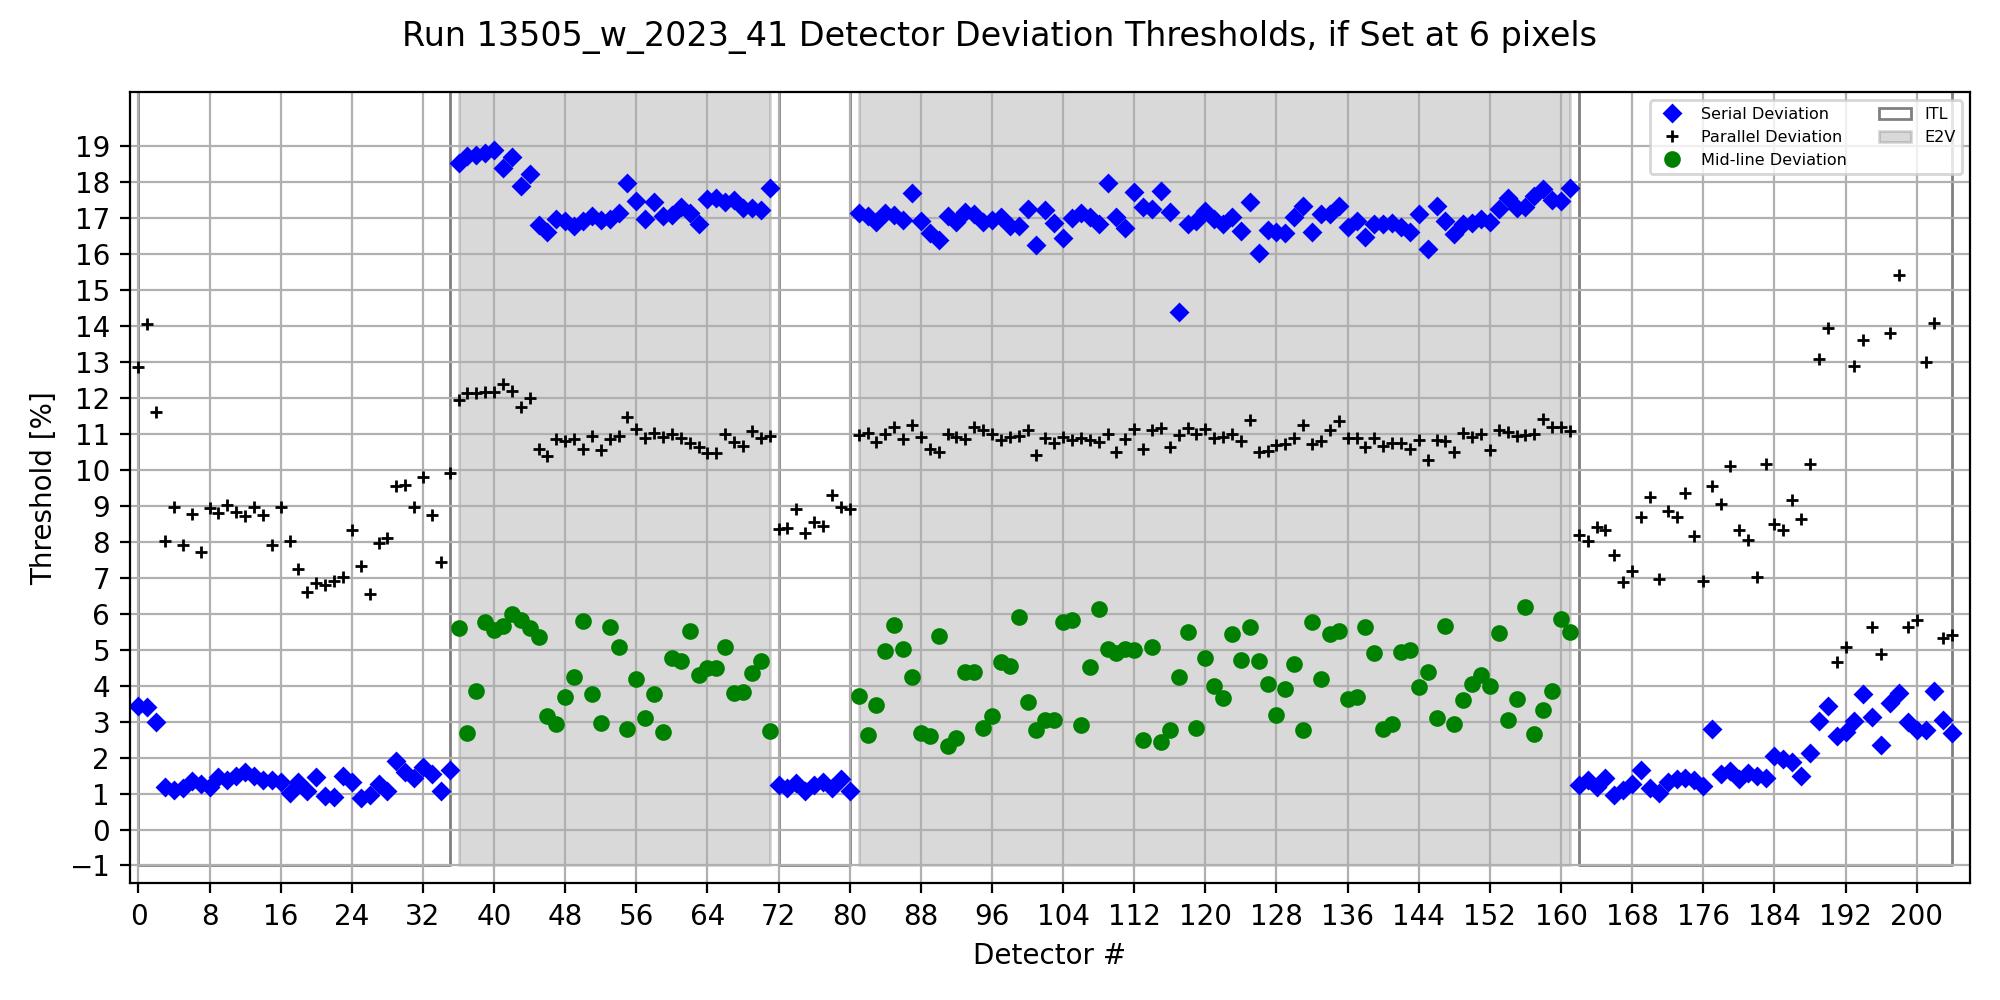 Run 13505_w_2023_41 Detector Deviation Thresholds, if Set at 6 pixels
Serial Deviation
Parallel Deviation
Mid-line Deviation
ITL
E2V
Threshold [%]
19
18
17
16
15
14
13
12
11
10
9
8
7
6
5
4
3
2
1
0
−1
0 8 16 24 32 40 48 56 64 72 80 88 96 104 112 120 128 136 144 152 160 168 176 184 192 200
Detector #